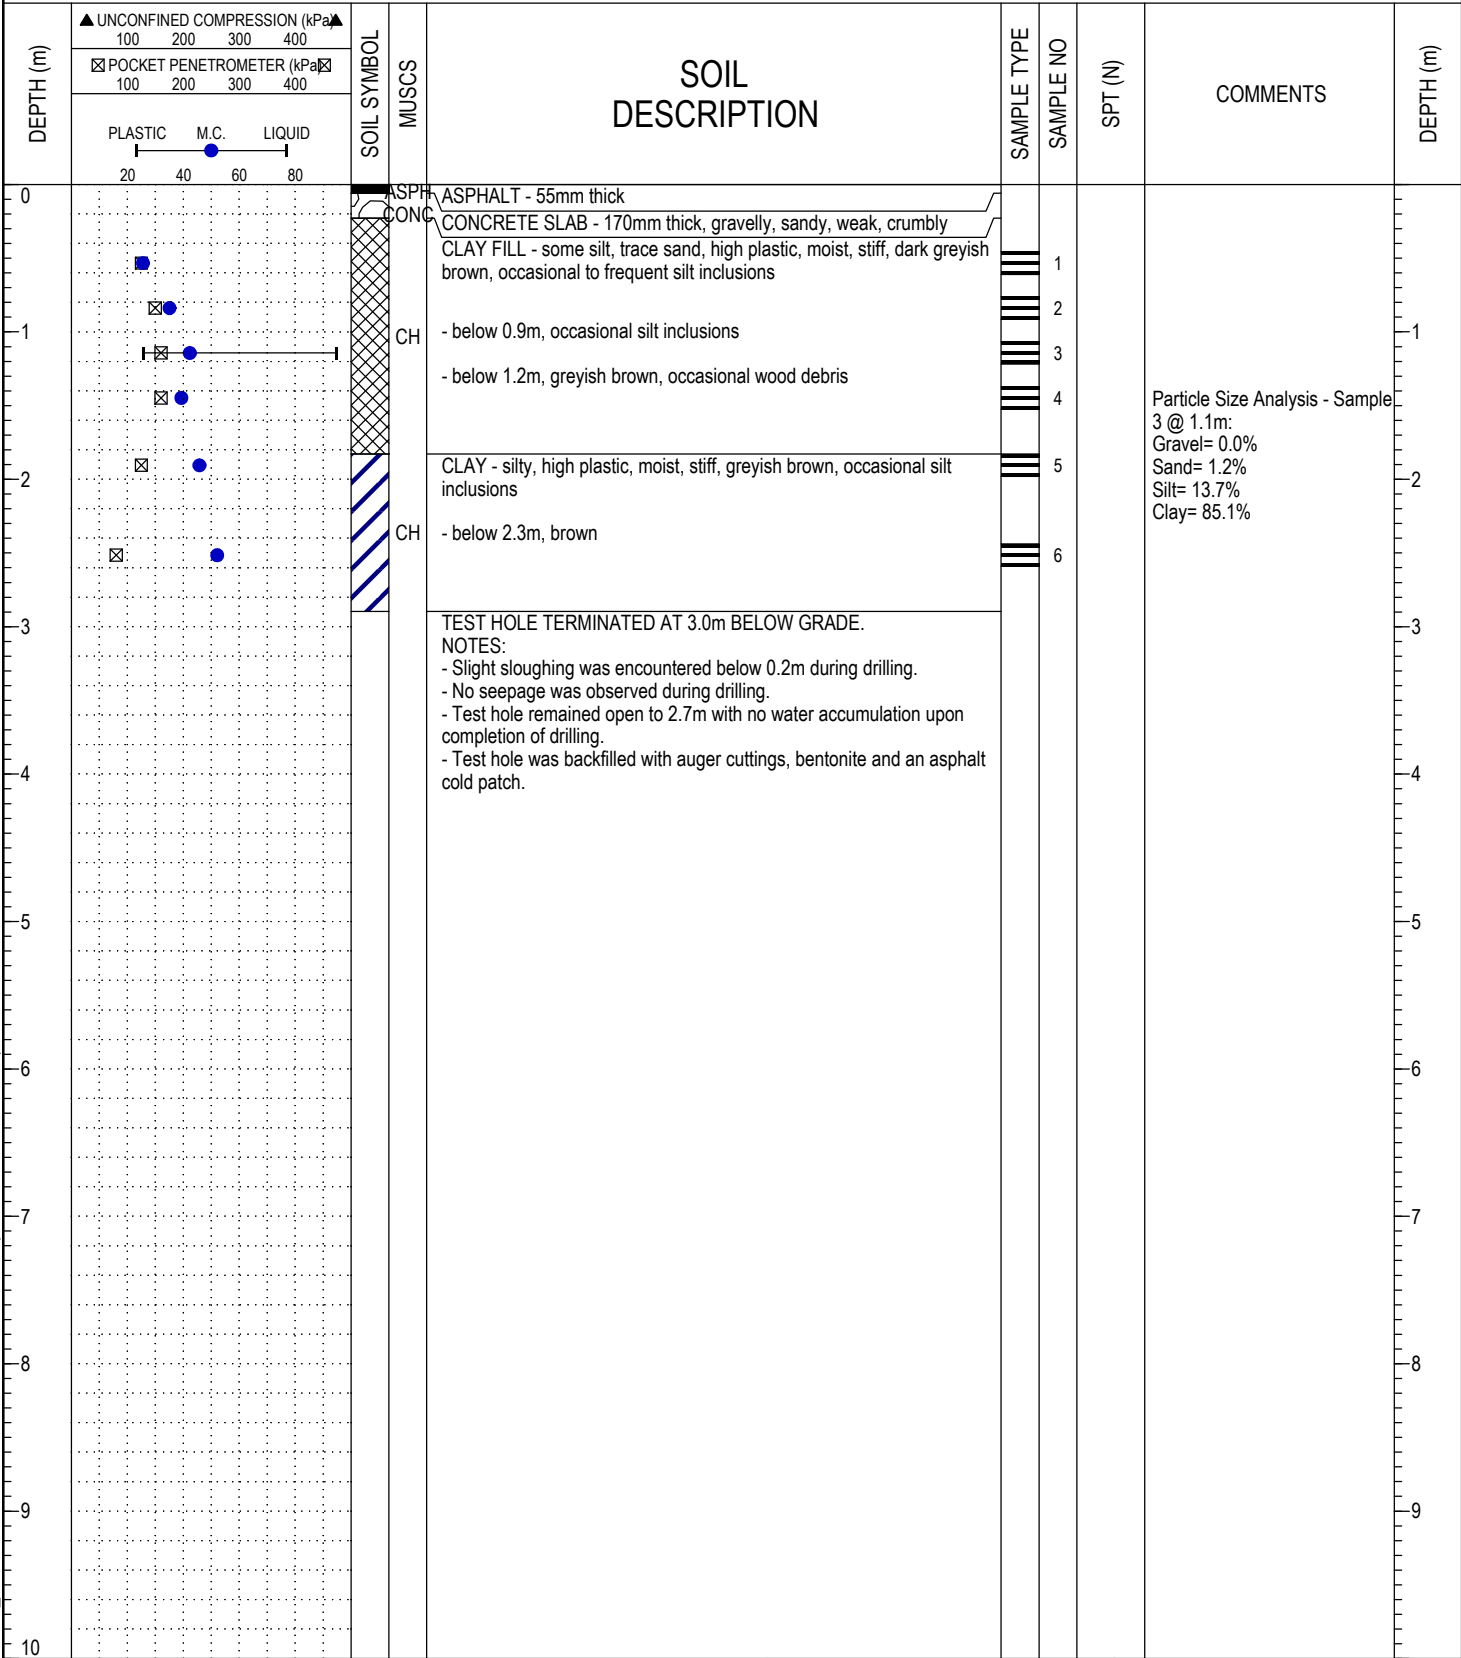 DEPTH (m)
UNCONFINED COMPRESSION (kPa)
100 200 300 400
POCKET PENETROMETER (kPa)
100 200 300 400
PLASTIC M.C. LIQUID
20 40 60 80
SOIL SYMBOL
MUSCS
SOIL
DESCRIPTION
SAMPLE TYPE
SAMPLE NO
SPT (N)
COMMENTS
DEPTH (m)
0
ASPH
ASPHALT - 55mm thick
CONC
CONCRETE SLAB - 170mm thick, gravelly, sandy, weak, crumbly
CLAY FILL - some silt, trace sand, high plastic, moist, stiff, dark greyish
brown, occasional to frequent silt inclusions
1
2
1
CH
- below 0.9m, occasional silt inclusions
1
3
- below 1.2m, greyish brown, occasional wood debris
4
Particle Size Analysis - Sample
3 @ 1.1m:
Gravel= 0.0%
Sand= 1.2%
Silt= 13.7%
Clay= 85.1%
CLAY - silty, high plastic, moist, stiff, greyish brown, occasional silt
inclusions
5
2
2
CH
- below 2.3m, brown
6
3
3
TEST HOLE TERMINATED AT 3.0m BELOW GRADE.
NOTES:
- Slight sloughing was encountered below 0.2m during drilling.
- No seepage was observed during drilling.
- Test hole remained open to 2.7m with no water accumulation upon
completion of drilling.
- Test hole was backfilled with auger cuttings, bentonite and an asphalt
cold patch.
4
4
5
5
6
6
7
7
8
8
9
9
10